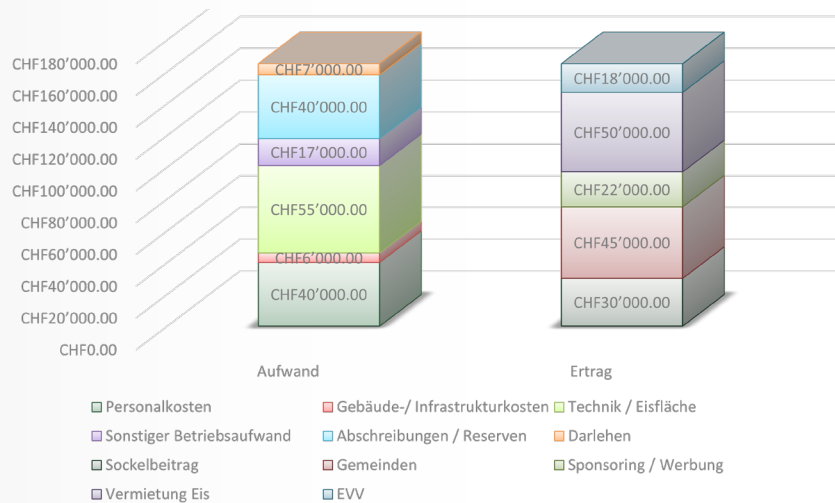 CHF180’000.00
CHF160’000.00
CHF140’000.00
CHF120’000.00
CHF100’000.00
CHF80’000.00
CHF60’000.00
CHF40’000.00
CHF20’000.00
CHF0.00
CHF7’000.00
CHF40’000.00
CHF17’000.00
CHF55’000.00
CHF6’000.00
CHF40’000.00
CHF18’000.00
CHF50’000.00
CHF22’000.00
CHF45’000.00
CHF30’000.00
Aufwand Ertrag
Personalkosten Gebäude-/ Infrastrukturkosten Technik / Eisfläche
Sonstiger Betriebsaufwand Abschreibungen / Reserven Darlehen
Sockelbeitrag Gemeinden Sponsoring / Werbung
Vermietung Eis EVV